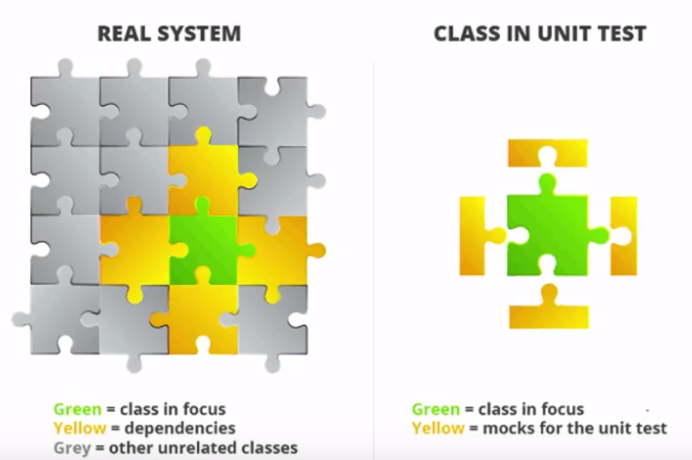 REAL SYSTEM
CLASS IN UNIT TEST
Green = class in focus
Yellow = dependencies
Grey = other unrelated classes
Green = class in focus
Yellow = mocks for the unit test